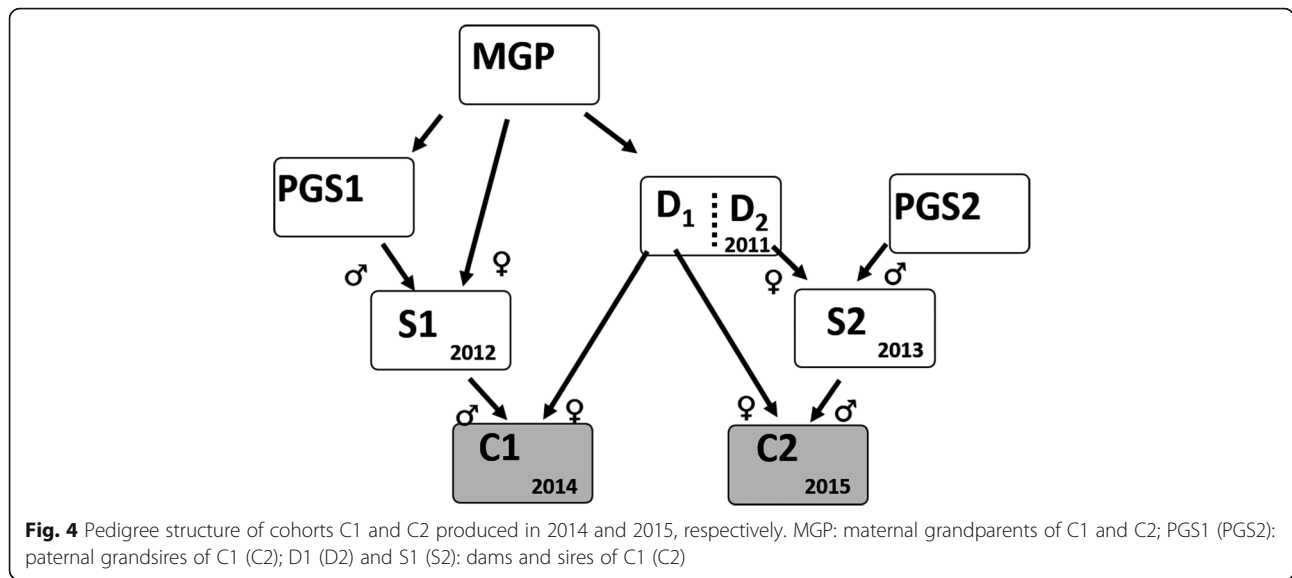 MGP
PGS1
D₁ D₂
2011
PGS2
♂ ♀ ♀ ♂
S1
2012
S2
2013
♂ ♀ ♀ ♂
C1
2014
C2
2015
Fig. 4 Pedigree structure of cohorts C1 and C2 produced in 2014 and 2015, respectively. MGP: maternal grandparents of C1 and C2; PGS1 (PGS2):
paternal grandsires of C1 (C2); D1 (D2) and S1 (S2): dams and sires of C1 (C2)